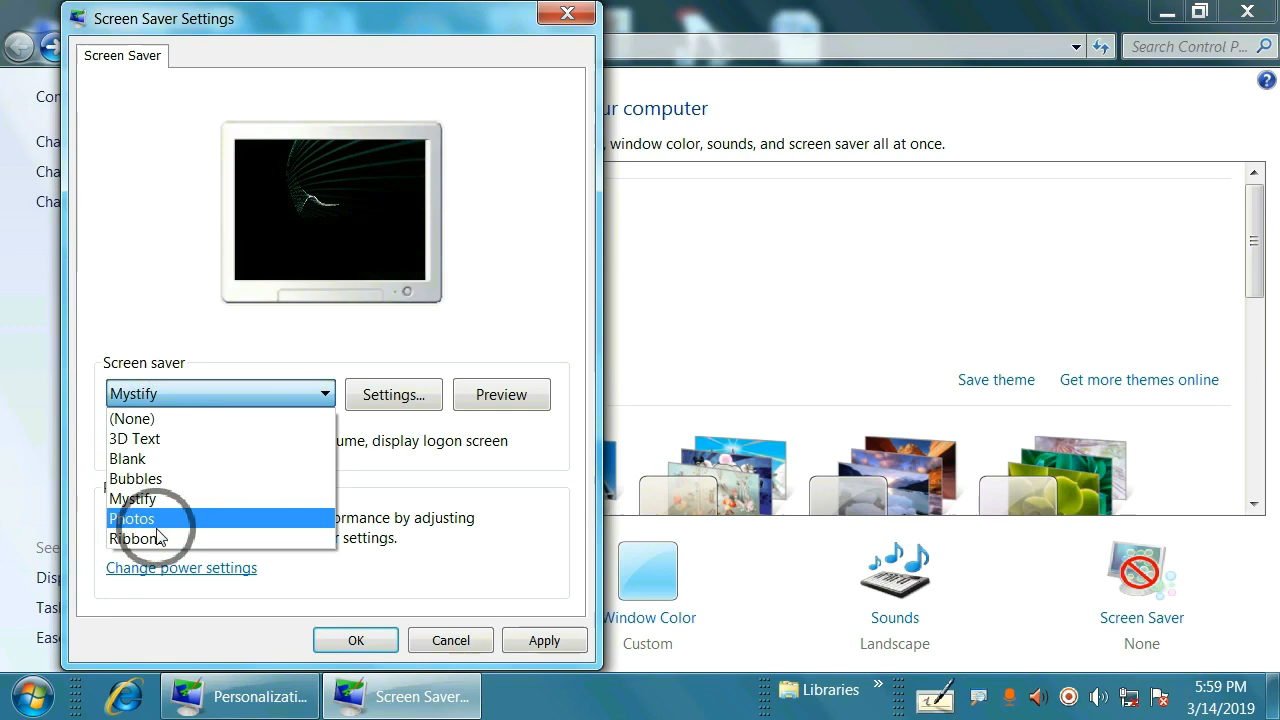 Screen Saver Settings
Screen Saver
Search Control P...
Con
Cha
Cha
Cha
ur computer
, window color, sounds, and screen saver all at once.
Screen saver
Mystify
Settings...
Preview
(None)
3D Text
Blank
Bubbles
Mystify
Photos
Ribbon
ume, display logon screen
ormance by adjusting
r settings.
Change power settings
Save theme
Get more themes online
See
Disp
Task
Ease
OK
Cancel
Apply
Window Color
Custom
Sounds
Landscape
Screen Saver
None
Personalizati...
Screen Saver...
Libraries
»
5:59 PM
3/14/2019